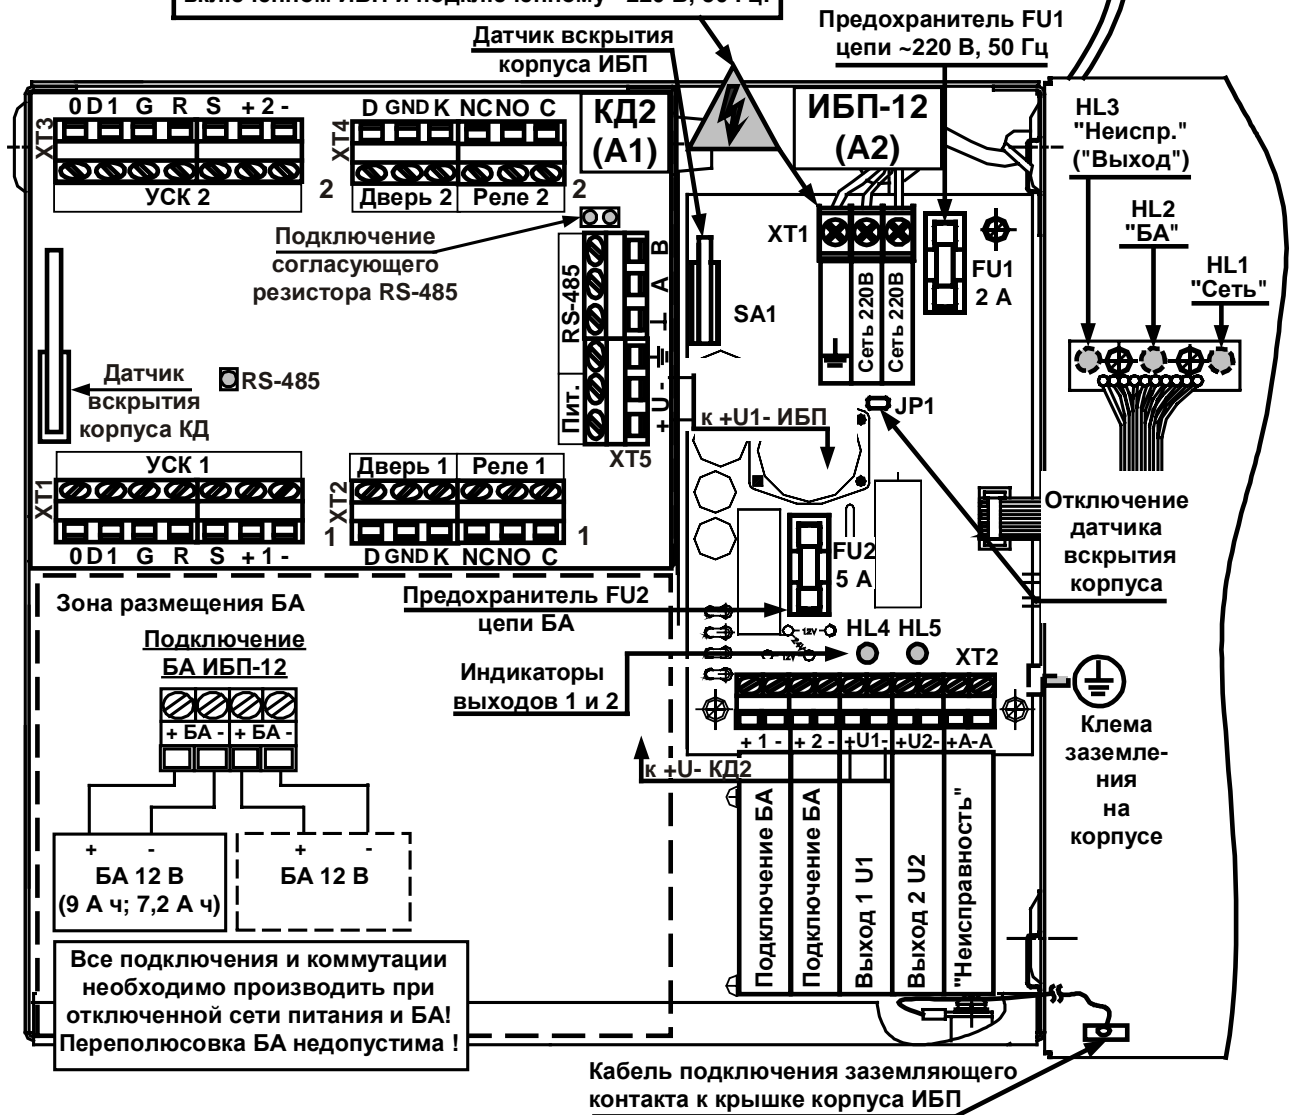 Предохранитель FU1
цепи ~220 В, 50 Гц
Датчик вскрытия
корпуса ИБП
0 D1 G R S + 2 -
XT3
УСК 2
2
D GND K NC NO C
XT4
Дверь 2 Реле 2
2
КД2
(A1)
ИБП-12
(A2)
HL3
"Неиспр."
("Выход")
HL2
"БА"
HL1
"Сеть"
Подключение
согласующего
резистора RS-485
RS-485
B
A
Пит.
+ U -
XT5
SA1
XT1
Сеть 220В
Сеть 220В
FU1
2 А
JP1
Датчик
вскрытия
корпуса КД
RS-485
к +U1- ИБП
УСК 1
XT1
0 D1 G R S + 1 -
1
Дверь 1 Реле 1
XT2
D GND K NC NO C
1
Отключение
датчика
вскрытия
корпуса
FU2
5 А
Предохранитель FU2
цепи БА
12V
24V
12V
HL4 HL5
XT2
Индикаторы
выходов 1 и 2
Зона размещения БА
Подключение
БА ИБП-12
+ БА - + БА -
+ -
БА 12 В
(9 А ч; 7,2 А ч)
+ -
БА 12 В
+ 1 - + 2 - +U1- +U2- +A-A
к +U- КД2
Подключение БА
Подключение БА
Выход 1 U1
Выход 2 U2
"Неисправность"
Клема
заземле-
ния
на
корпусе
Все подключения и коммутации
необходимо производить при
отключенной сети питания и БА!
Переполюсовка БА недопустима !
Кабель подключения заземляющего
контакта к крышке корпуса ИБП